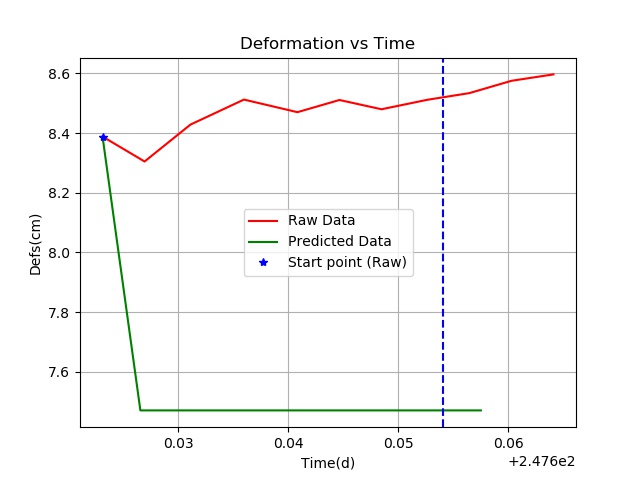 Deformation vs Time
8.6
8.4
8.2
8.0
7.8
7.6
Defs(cm)
Raw Data
Predicted Data
Start point (Raw)
0.03 0.04 0.05 0.06
Time(d)
+2.476e2